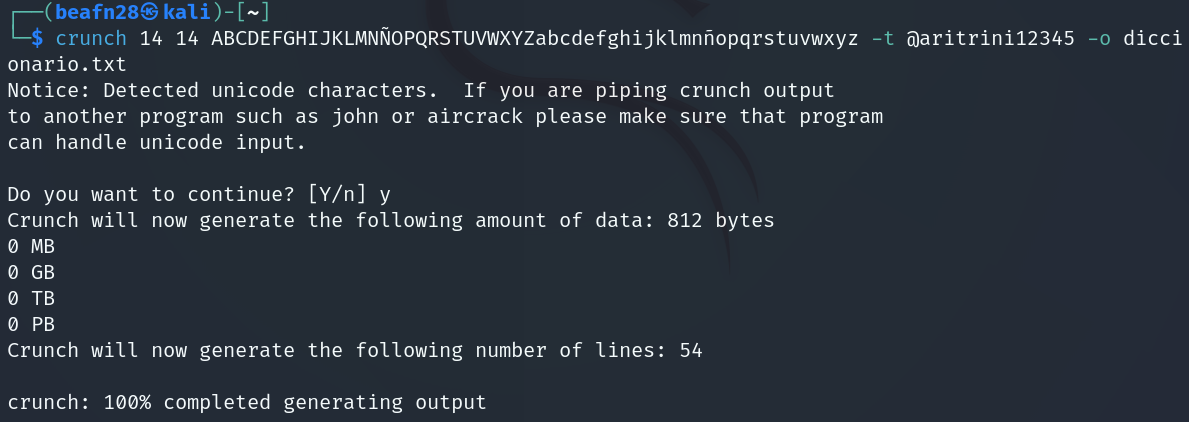 ┌──(beafn28㉿kali)-[~]
└─$ crunch 14 14 ABCDEFGHIJKLMNÑOPQRSTUVWXYZabcdefghijklmnñopqrstuvwxyz -t @aritrini12345 -o dicci
onario.txt
Notice: Detected unicode characters.  If you are piping crunch output
to another program such as john or aircrack please make sure that program
can handle unicode input.

Do you want to continue? [Y/n] y
Crunch will now generate the following amount of data: 812 bytes
0 MB
0 GB
0 TB
0 PB
Crunch will now generate the following number of lines: 54

crunch: 100% completed generating output